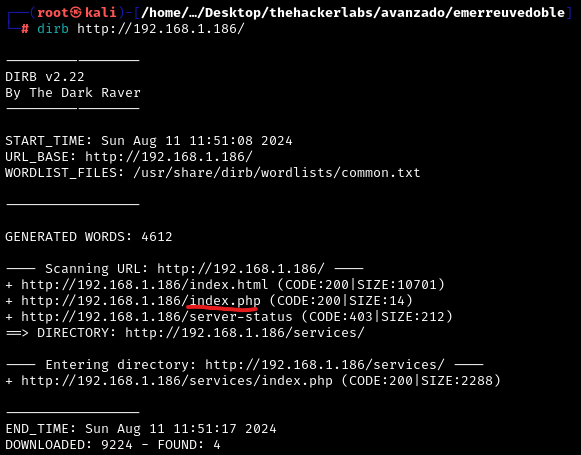 ┌──(root㉿kali)-[/home/…/Desktop/thehackerlabs/avanzado/emerreuvedoble]
└─# dirb http://192.168.1.186/
-----------------
DIRB v2.22
By The Dark Raver
-----------------
START_TIME: Sun Aug 11 11:51:08 2024
URL_BASE: http://192.168.1.186/
WORDLIST_FILES: /usr/share/dirb/wordlists/common.txt
-----------------
GENERATED WORDS: 4612
---- Scanning URL: http://192.168.1.186/ ----
+ http://192.168.1.186/index.html (CODE:200|SIZE:10701)
+ http://192.168.1.186/index.php (CODE:200|SIZE:14)
+ http://192.168.1.186/server-status (CODE:403|SIZE:212)
==> DIRECTORY: http://192.168.1.186/services/
---- Entering directory: http://192.168.1.186/services/ ----
+ http://192.168.1.186/services/index.php (CODE:200|SIZE:2288)
-----------------
END_TIME: Sun Aug 11 11:51:17 2024
DOWNLOADED: 9224 - FOUND: 4